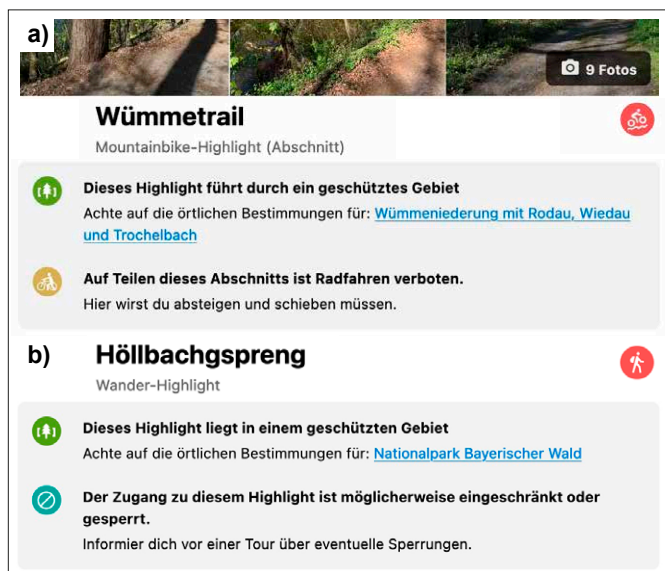 a)
9 Fotos
Wümmetrail
Mountainbike-Highlight (Abschnitt)
Dieses Highlight führt durch ein geschütztes Gebiet
Achte auf die örtlichen Bestimmungen für: Wümmeniederung mit Rodau, Wiedau
und Trochelbach
Auf Teilen dieses Abschnitts ist Radfahren verboten.
Hier wirst du absteigen und schieben müssen.
b)
Höllbachgspreng
Wander-Highlight
Dieses Highlight liegt in einem geschützten Gebiet
Achte auf die örtlichen Bestimmungen für: Nationalpark Bayerischer Wald
Der Zugang zu diesem Highlight ist möglicherweise eingeschränkt oder
gesperrt.
Informier dich vor einer Tour über eventuelle Sperrungen.